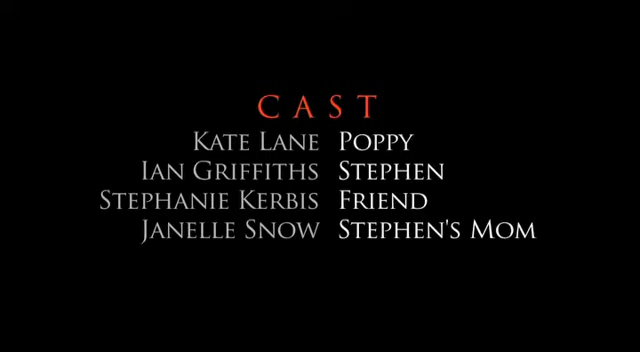 CAST
KATE LANE POPPY
IAN GRIFFITHS STEPHEN
STEPHANIE KERBIS FRIEND
JANELLE SNOW STEPHEN'S MOM